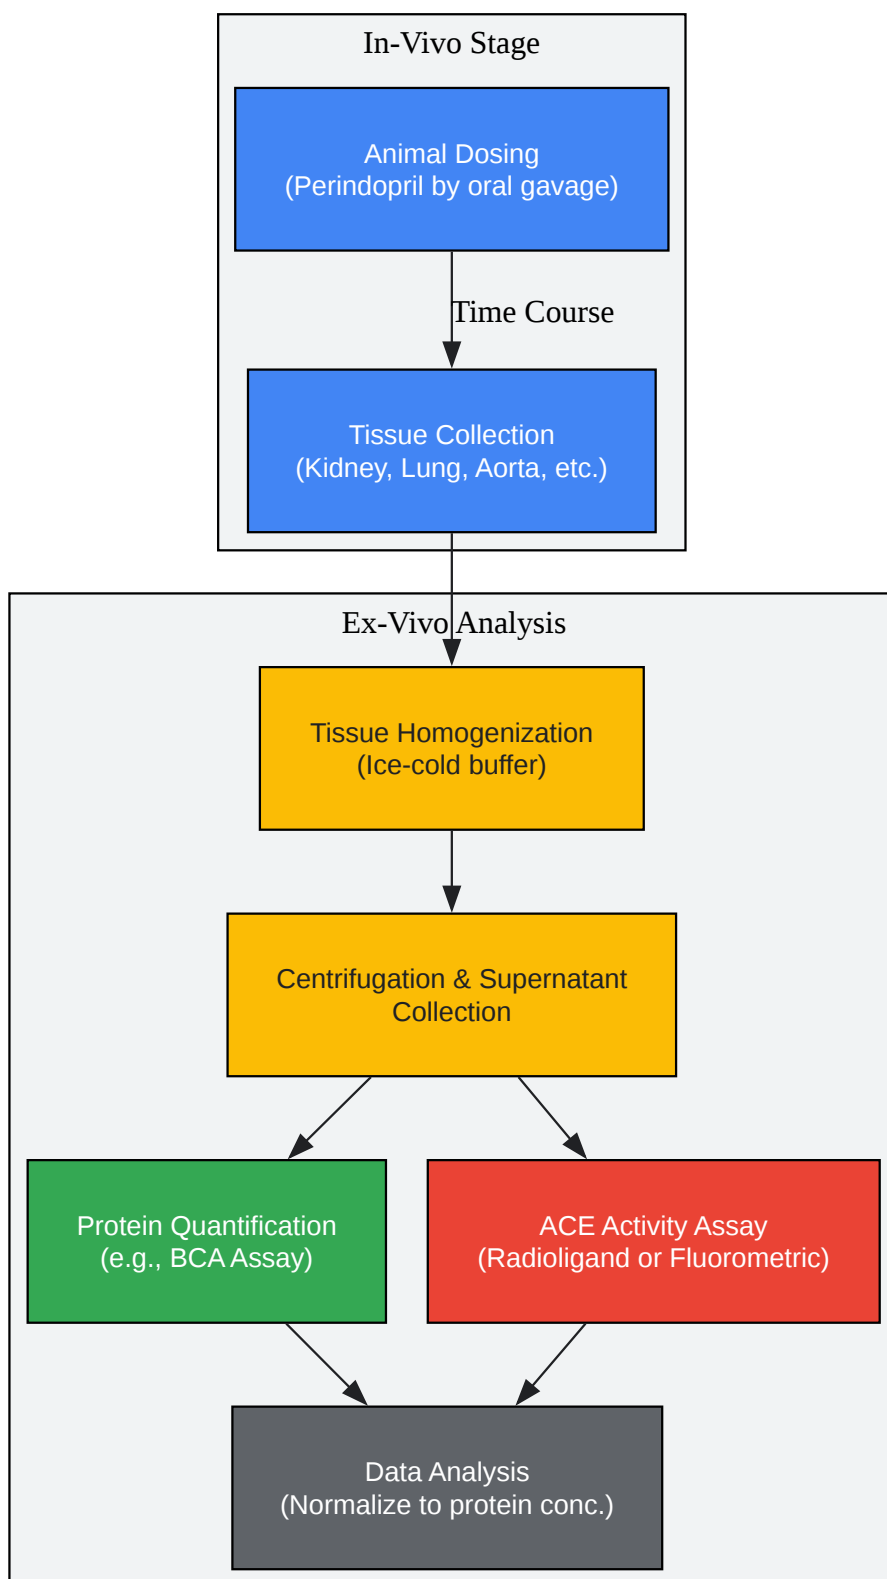 In-Vivo Stage
Animal Dosing
(Perindopril by oral gavage)
Time Course
Tissue Collection
(Kidney, Lung, Aorta, etc.)
Ex-Vivo Analysis
Tissue Homogenization
(Ice-cold buffer)
Centrifugation & Supernatant
Collection
Protein Quantification
(e.g., BCA Assay)
ACE Activity Assay
(Radioligand or Fluorometric)
Data Analysis
(Normalize to protein conc.)